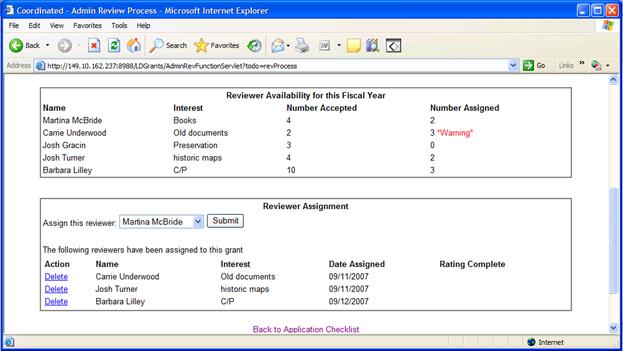 Coordinated - Admin Review Process - Microsoft Internet Explorer
File Edit View Favorites Tools Help
Back Search Favorites
Address http://149.10.162.237:8988/LDGrants/AdminRevFunctionServlet?todo=revProcess Go Links »
Reviewer Availability for this Fiscal Year
Name Interest Number Accepted Number Assigned
Martina McBride Books 4 2
Carrie Underwood Old documents 2 3 *Warning*
Josh Gracin Preservation 3 0
Josh Turner historic maps 4 2
Barbara Lilley C/P 10 3
Reviewer Assignment
Assign this reviewer: Martina McBride Submit
The following reviewers have been assigned to this grant
Action Name Interest Date Assigned Rating Complete
Delete Carrie Underwood Old documents 09/11/2007
Delete Josh Turner historic maps 09/11/2007
Delete Barbara Lilley C/P 09/12/2007
Back to Application Checklist
Internet